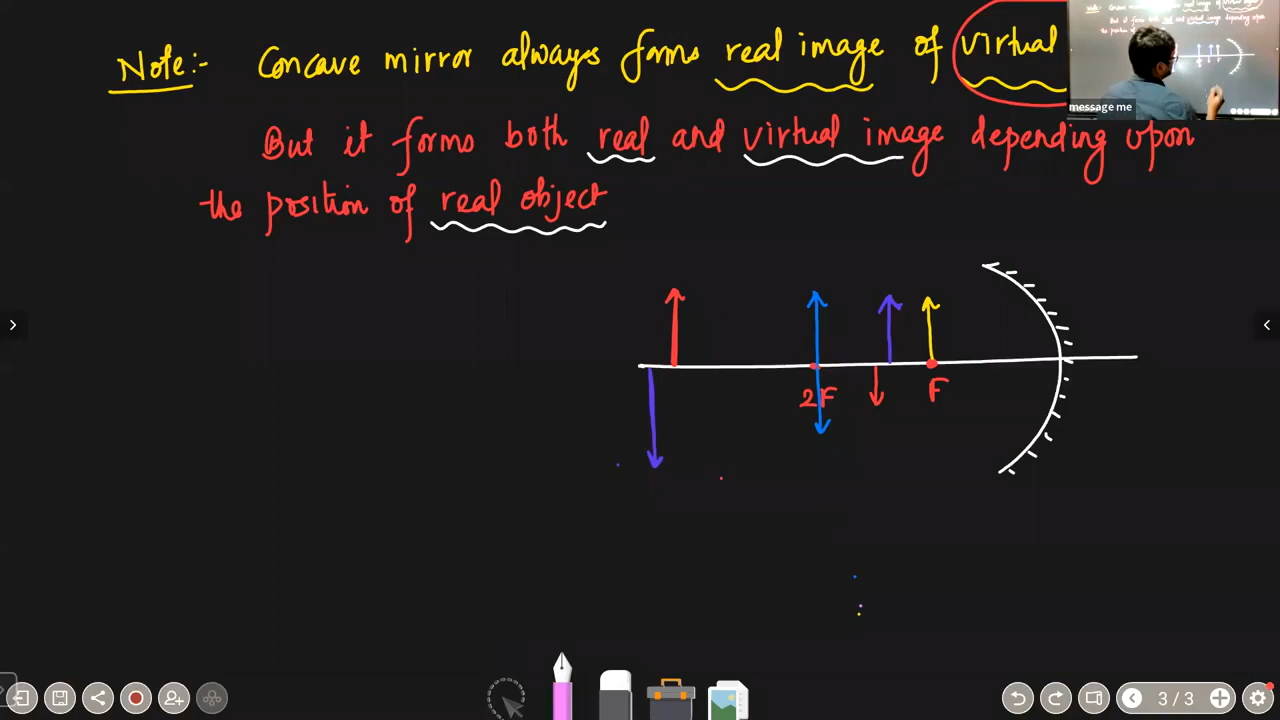 Note:- Concave mirror always forms real image of virtual
But it forms both real and virtual image depending upon
the position of real object
message me
2F
F
3/3